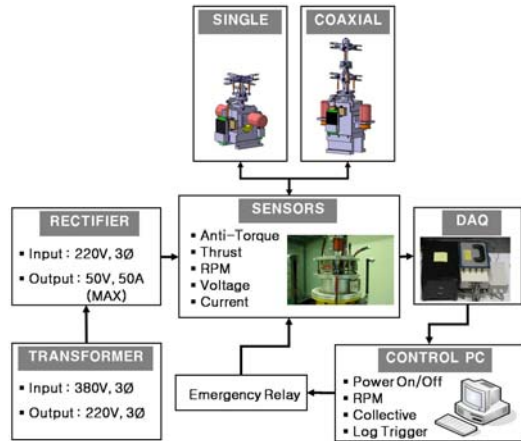 SINGLE
COAXIAL
RECTIFIER
▪ Input : 220V, 3Ø
▪ Output : 50V, 50A
(MAX)
SENSORS
▪ Anti-Torque
▪ Thrust
▪ RPM
▪ Voltage
▪ Current
DAQ
TRANSFORMER
▪ Input : 380V, 3Ø
▪ Output : 220V, 3Ø
Emergency Relay
CONTROL PC
▪ Power On/Off
▪ RPM
▪ Collective
▪ Log Trigger